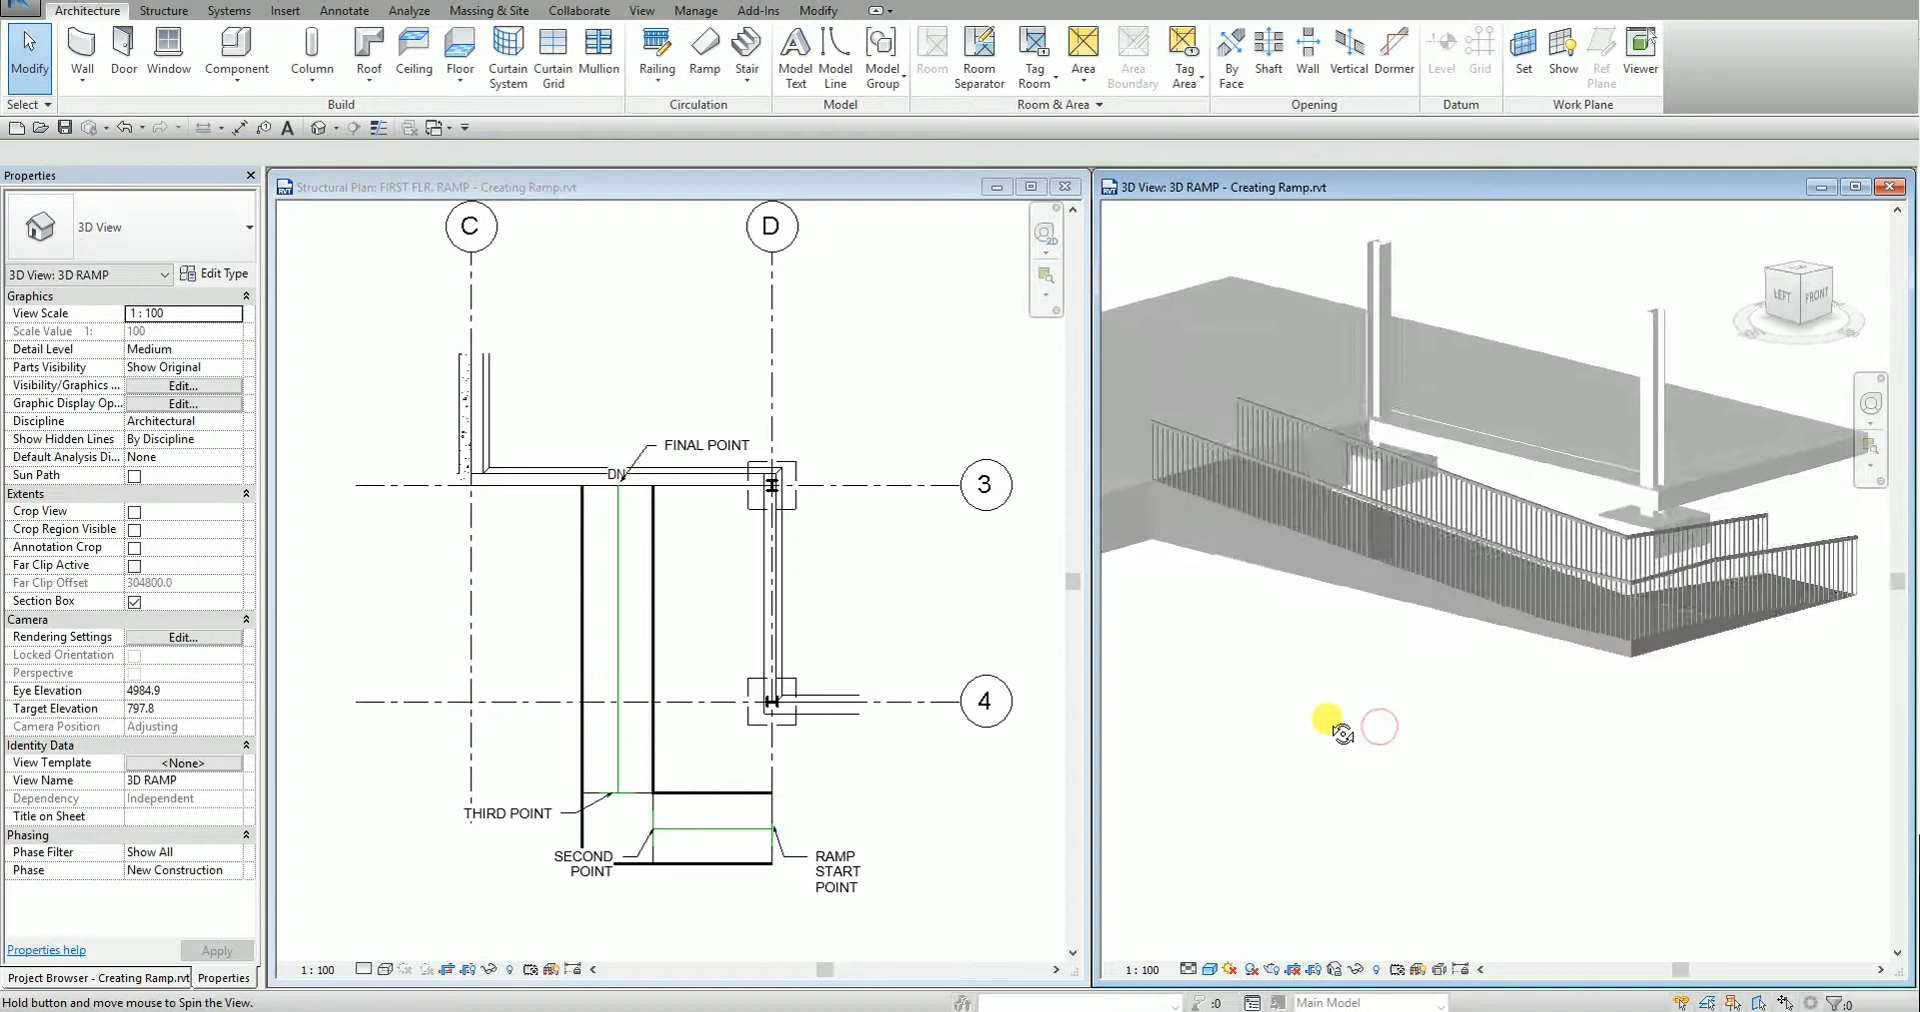 Architecture Structure Systems Insert Annotate Analyze Massing & Site Collaborate View Manage Add-Ins Modify
Modify Wall Door Window Component Column Roof Ceiling Floor Curtain System Curtain Grid Mullion Railing Ramp Stair Model Text Model Line Model Group Room Room Separator Tag Room Area Area Boundary Tag Area By Face Shaft Wall Vertical Dormer Level Grid Set Show Ref Plane Viewer
Select Build Circulation Model Room & Area Opening Datum Work Plane
Properties
Structural Plan: FIRST FLR. RAMP - Creating Ramp.rvt
3D View: 3D RAMP - Creating Ramp.rvt
3D View
3D View: 3D RAMP Edit Type
Graphics
View Scale 1 : 100
Scale Value 1: 100
Detail Level Medium
Parts Visibility Show Original
Visibility/Graphics ... Edit...
Graphic Display Op... Edit...
Discipline Architectural
Show Hidden Lines By Discipline
Default Analysis Di... None
Sun Path
Extents
Crop View
Crop Region Visible
Annotation Crop
Far Clip Active
Far Clip Offset 304800.0
Section Box
Camera
Rendering Settings Edit...
Locked Orientation
Perspective
Eye Elevation 4984.9
Target Elevation 797.8
Camera Position Adjusting
Identity Data
View Template <None>
View Name 3D RAMP
Dependency Independent
Title on Sheet
Phasing
Phase Filter Show All
Phase New Construction
Properties help Apply
Project Browser - Creating Ramp.rvt Properties
C D
FINAL POINT
DN
3
4
THIRD POINT
SECOND
POINT
RAMP
START
POINT
2D
LEFT FRONT
1 : 100
1 : 100
Hold button and move mouse to Spin the View.
:0
Main Model
:0